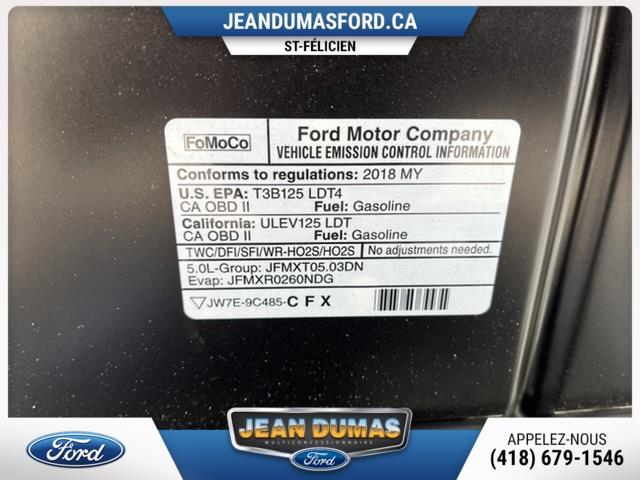 JEANDUMASFORD.CA
ST-FÉLICIEN
FoMoCo
Ford Motor Company
VEHICLE EMISSION CONTROL INFORMATION
Conforms to regulations: 2018 MY
U.S. EPA: T3B125 LDT4
CA OBD II Fuel: Gasoline
California: ULEV125 LDT
CA OBD II Fuel: Gasoline
TWC/DFI/SFI/WR-HO2S/HO2S No adjustments needed.
5.0L-Group: JFMXT05.03DN
Evap: JFMXR0260NDG
JW7E-9C485-CFX
Ford
JEAN DUMAS
MULTICONCESSIONNAIRE
Ford
APPELEZ-NOUS
(418) 679-1546